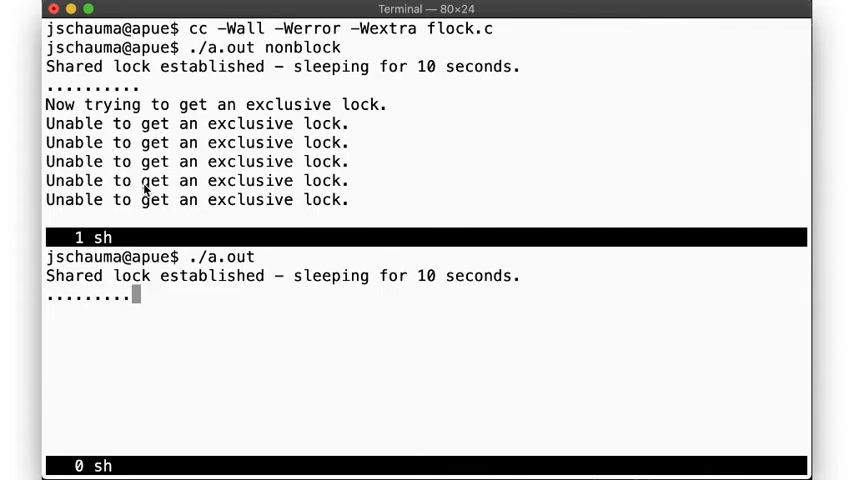 Terminal — 80×24
jschauma@apue$ cc -Wall -Werror -Wextra flock.c
jschauma@apue$ ./a.out nonblock
Shared lock established - sleeping for 10 seconds.
..........
Now trying to get an exclusive lock.
Unable to get an exclusive lock.
Unable to get an exclusive lock.
Unable to get an exclusive lock.
Unable to get an exclusive lock.
Unable to get an exclusive lock.
1 sh
jschauma@apue$ ./a.out
Shared lock established - sleeping for 10 seconds.
.........
0 sh